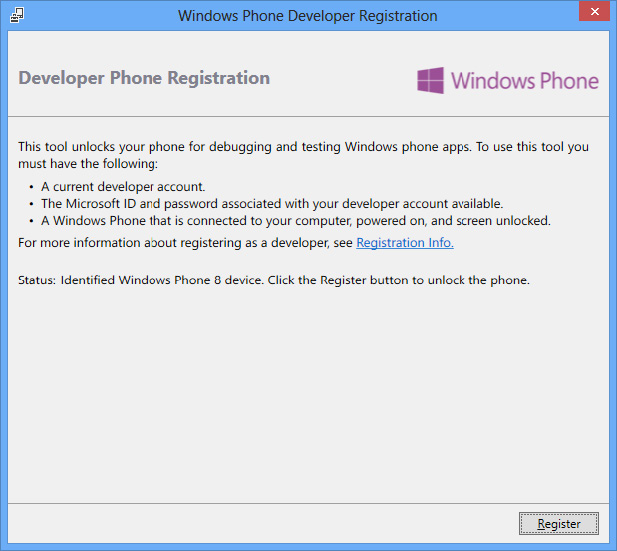 Windows Phone Developer Registration
Developer Phone Registration
Windows Phone
This tool unlocks your phone for debugging and testing Windows phone apps. To use this tool you
must have the following:
• A current developer account.
• The Microsoft ID and password associated with your developer account available.
• A Windows Phone that is connected to your computer, powered on, and screen unlocked.
For more information about registering as a developer, see Registration Info.
Status: Identified Windows Phone 8 device. Click the Register button to unlock the phone.
Register